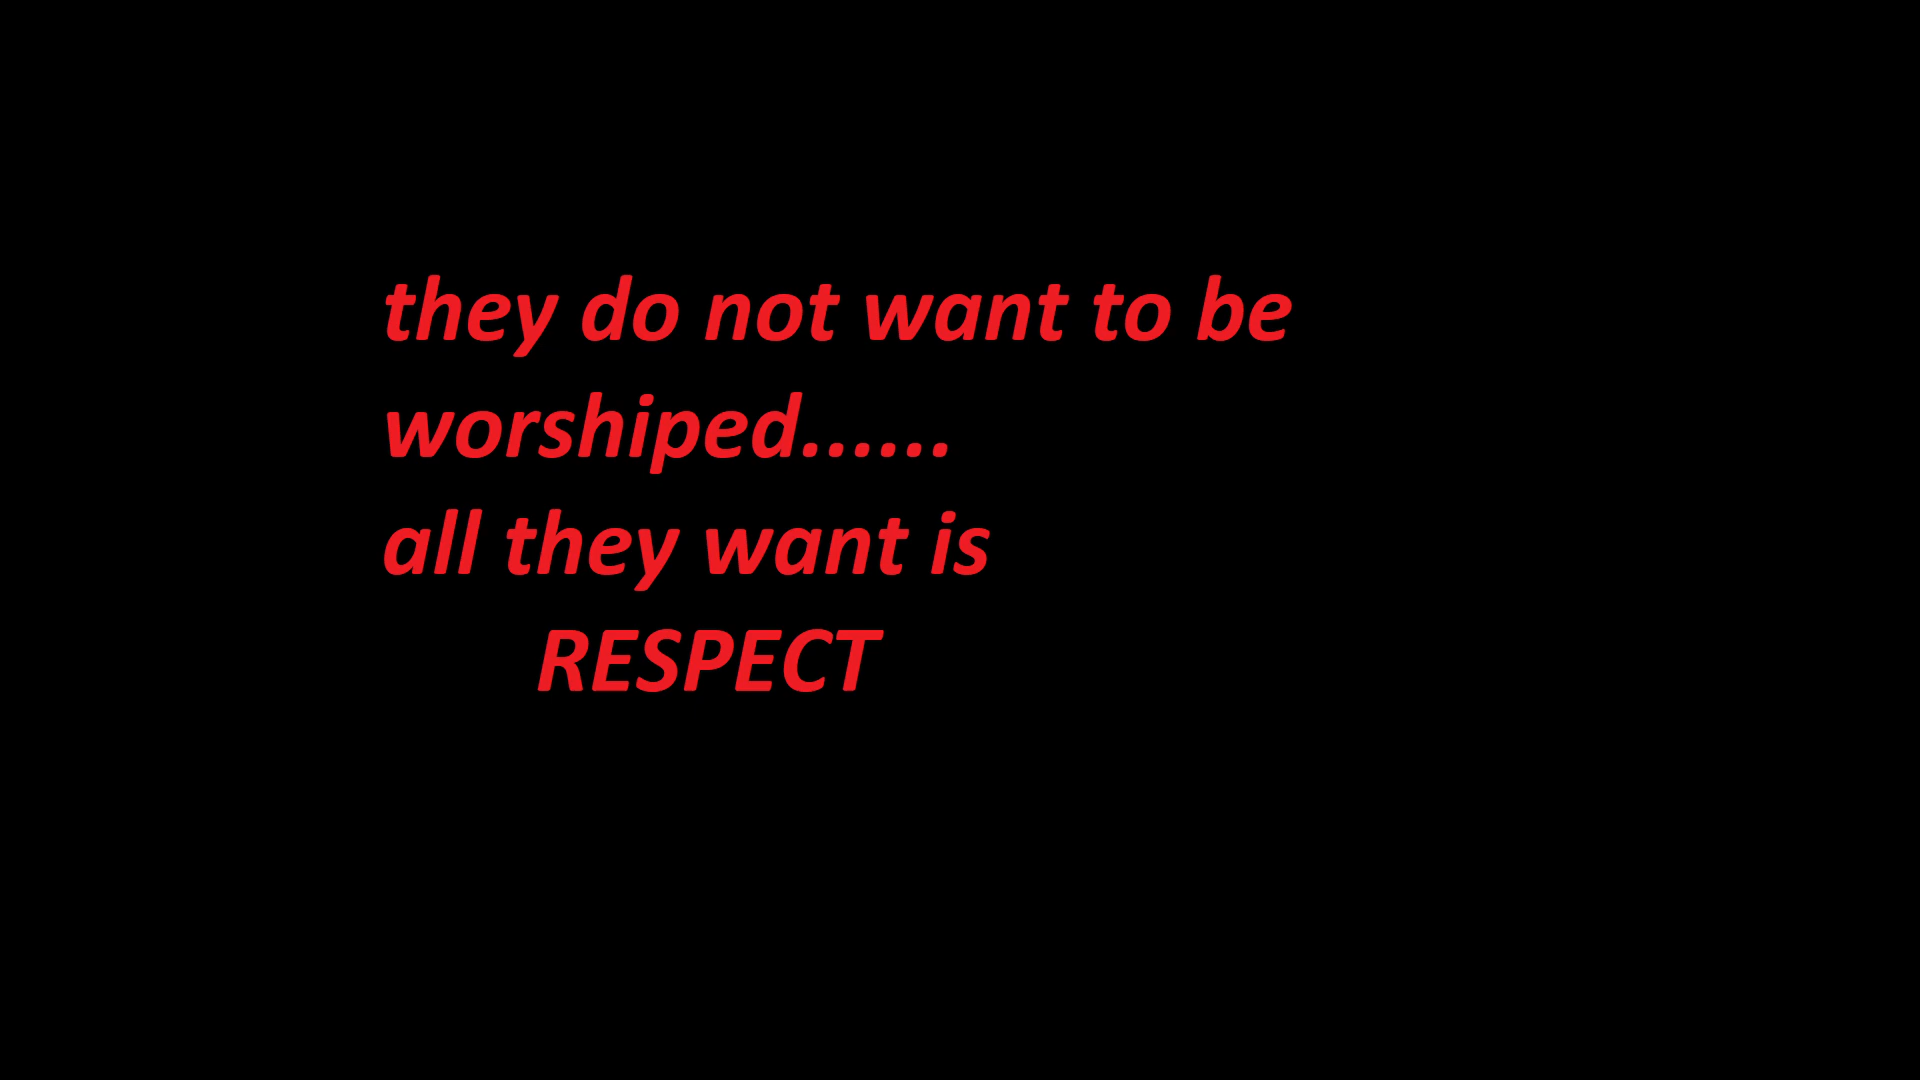 they do not want to be
worshiped......
all they want is
RESPECT